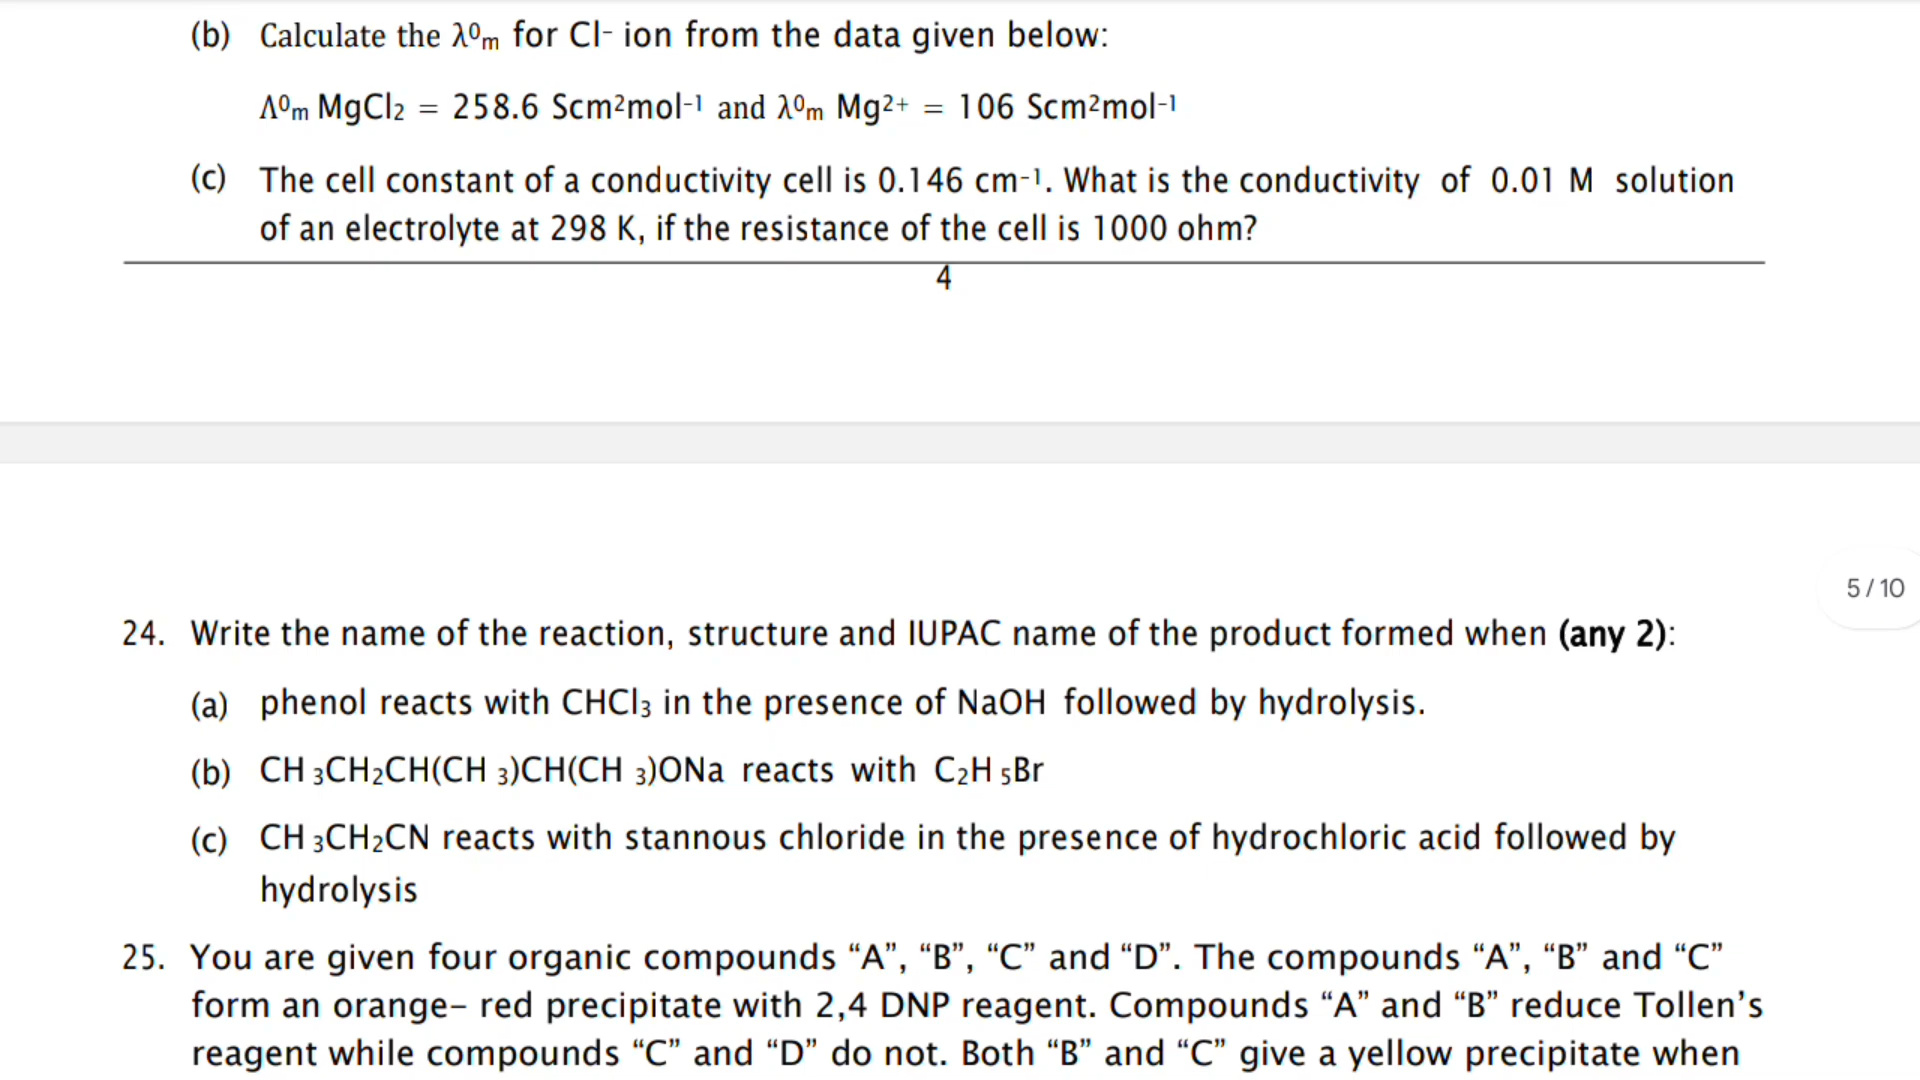 (b) Calculate the λ⁰m for Cl⁻ ion from the data given below:
Λ⁰m MgCl₂ = 258.6 Scm²mol⁻¹ and λ⁰m Mg²⁺ = 106 Scm²mol⁻¹
(c) The cell constant of a conductivity cell is 0.146 cm⁻¹. What is the conductivity of 0.01 M solution
of an electrolyte at 298 K, if the resistance of the cell is 1000 ohm?
4
5/10
24. Write the name of the reaction, structure and IUPAC name of the product formed when (any 2):
(a) phenol reacts with CHCl₃ in the presence of NaOH followed by hydrolysis.
(b) CH₃CH₂CH(CH₃)CH(CH₃)ONa reacts with C₂H₅Br
(c) CH₃CH₂CN reacts with stannous chloride in the presence of hydrochloric acid followed by
hydrolysis
25. You are given four organic compounds “A”, “B”, “C” and “D”. The compounds “A”, “B” and “C”
form an orange– red precipitate with 2,4 DNP reagent. Compounds “A” and “B” reduce Tollen’s
reagent while compounds “C” and “D” do not. Both “B” and “C” give a yellow precipitate when